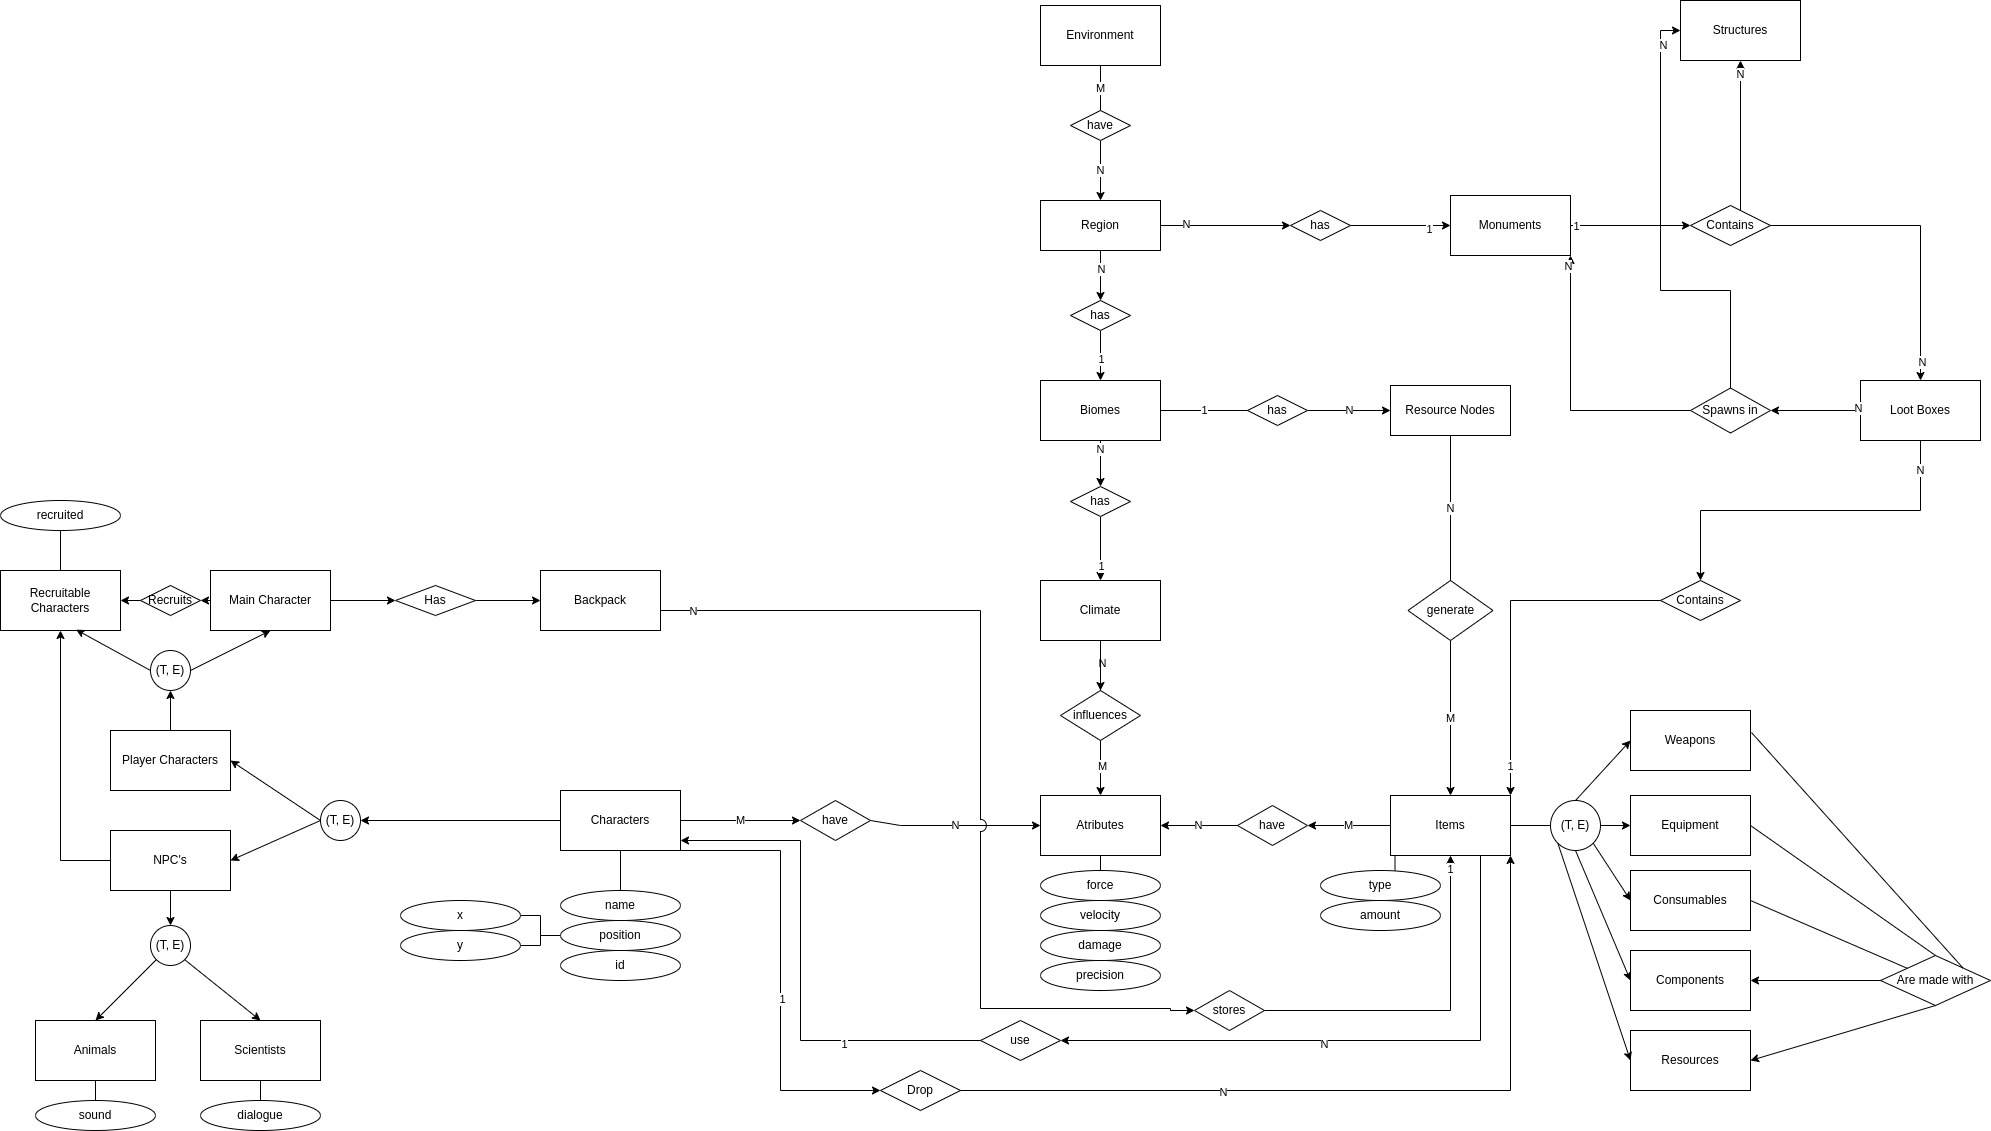 Environment
Structures
N
N
M
have
N
Region
N
has
1
Monuments
1
Contains
N
N
has
1
N
Biomes
1
has
N
Resource Nodes
Spawns in
N
Loot Boxes
N
N
has
1
N
generate
M
recruited
Recruitable
Characters
Recruits
Main Character
Has
Backpack
N
Climate
N
influences
M
Contains
1
(T, E)
Player Characters
NPC's
(T, E)
Characters
M
have
N
Atributes
N
have
M
Items
(T, E)
Weapons
Equipment
Consumables
Components
Resources
Are made with
name
position
id
x
y
force
velocity
damage
precision
type
amount
1
(T, E)
Animals
Scientists
sound
dialogue
1
stores
1
use
N
Drop
N